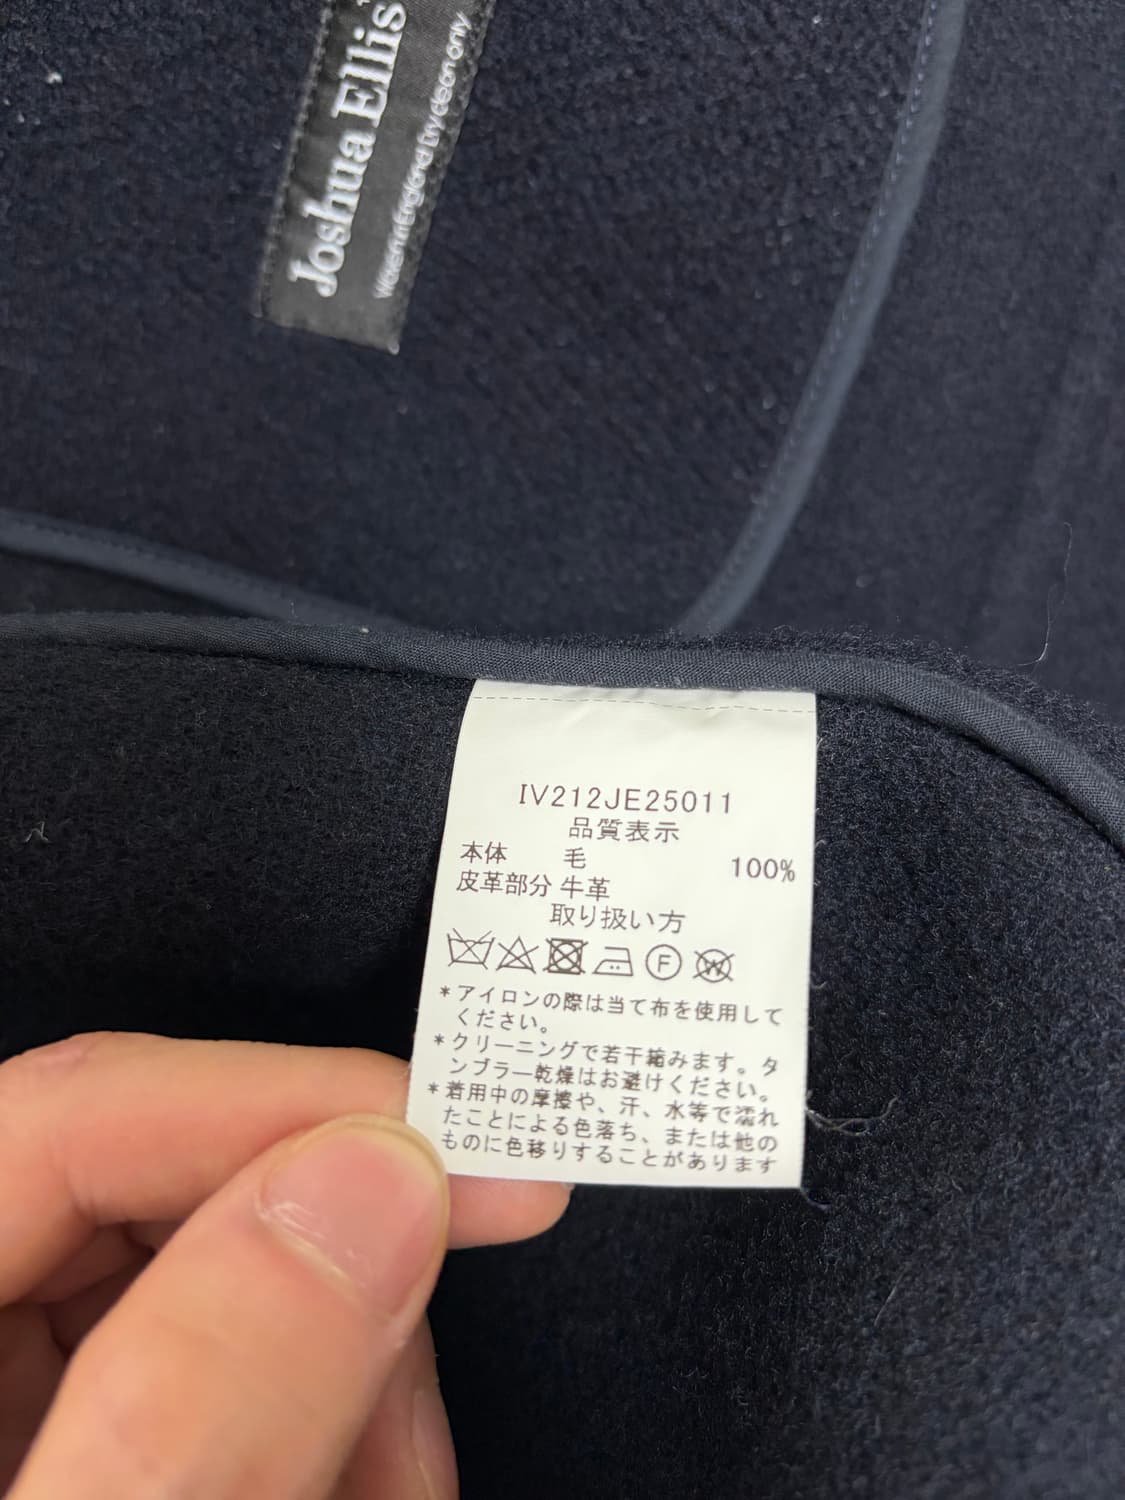 Joshua Ellis
Woven in England Dry clean only
IV212JE25011
品質表示
本体 毛 100%
皮革部分 牛革
取り扱い方
F W
*アイロンの際は当て布を使用して
ください。
*クリーニングで若干縮みます。タ
ンブラー乾燥はお避けください。
*着用中の摩擦や、汗、水等で濡れ
たことによる色落ち、または他の
ものに色移りすることがあります